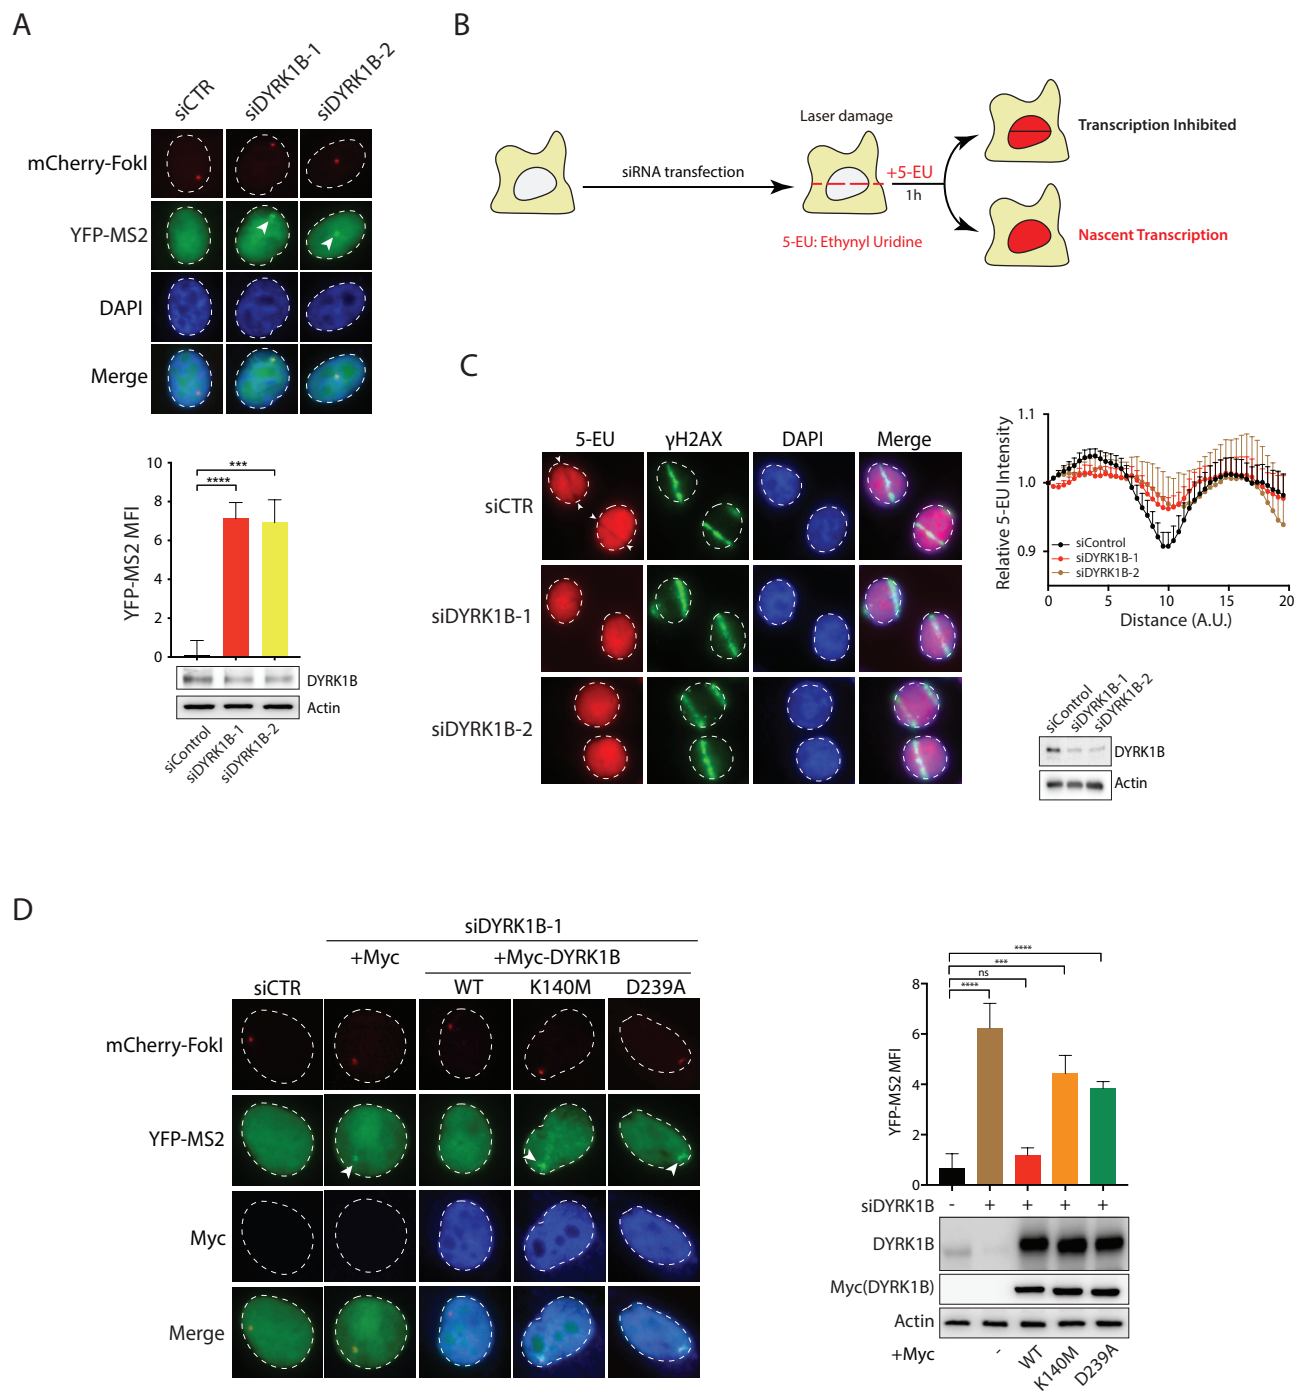 A
siCTR
siDYRK1B-1
siDYRK1B-2
mCherry-FokI
YFP-MS2
DAPI
Merge
10
8
6
4
2
0
YFP-MS2 MFI
***
****
DYRK1B
Actin
siControl
siDYRK1B-1
siDYRK1B-2
B
siRNA transfection
Laser damage
+5-EU
1h
5-EU: Ethynyl Uridine
Transcription Inhibited
Nascent Transcription
C
5-EU
γH2AX
DAPI
Merge
siCTR
siDYRK1B-1
siDYRK1B-2
Relative 5-EU Intensity
1.1
1.0
0.9
siControl
siDYRK1B-1
siDYRK1B-2
0
5
10
15
20
Distance (A.U.)
siControl
siDYRK1B-1
siDYRK1B-2
DYRK1B
Actin
D
siDYRK1B-1
+Myc
+Myc-DYRK1B
siCTR
WT
K140M
D239A
mCherry-FokI
YFP-MS2
Myc
Merge
****
***
ns
****
8
6
4
2
0
YFP-MS2 MFI
siDYRK1B
-
+
+
+
+
DYRK1B
Myc(DYRK1B)
Actin
+Myc
-
WT
K140M
D239A